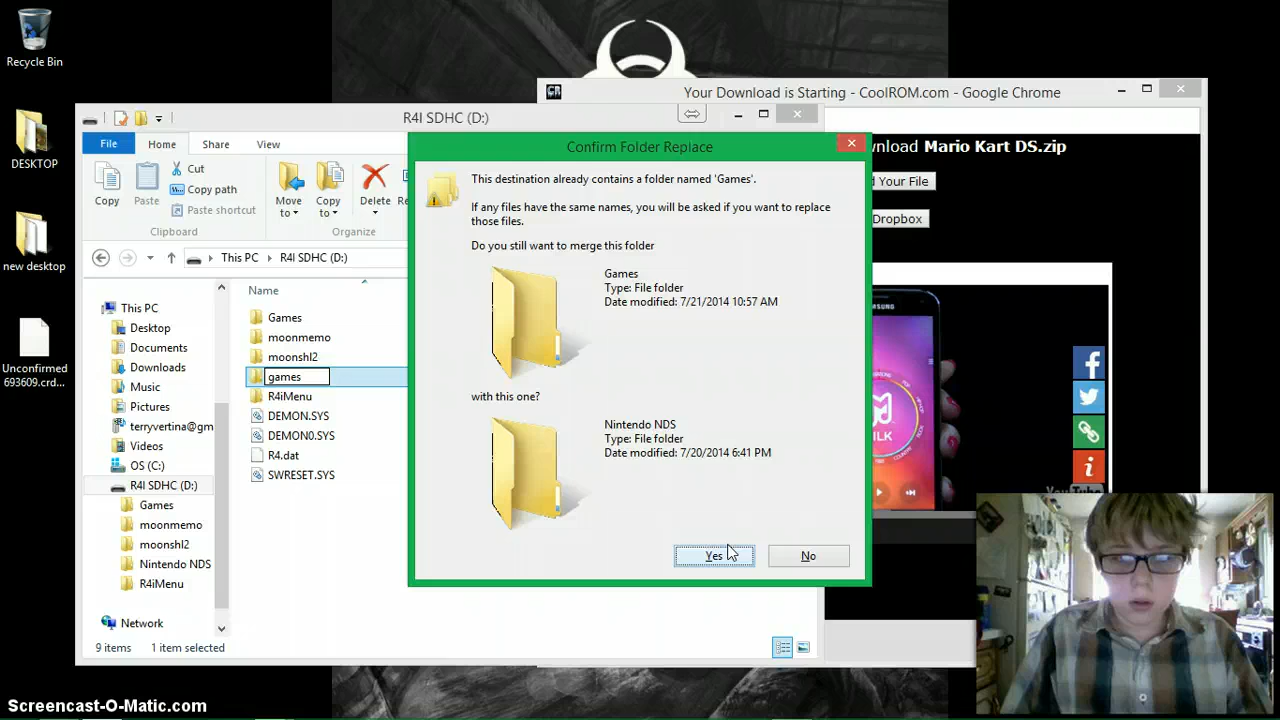 Recycle Bin
DESKTOP
new desktop
Unconfirmed
693609.crd...
Your Download is Starting - CoolROM.com - Google Chrome
R4I SDHC (D:)
File
Home
Share
View
Copy
Paste
Cut
Copy path
Paste shortcut
Clipboard
Move
to
Copy
to
Delete
Organize
This PC
R4I SDHC (D:)
Name
This PC
Desktop
Documents
Downloads
Music
Pictures
terryvertina@gm
Videos
OS (C:)
R4I SDHC (D:)
Games
moonmemo
moonshl2
Nintendo NDS
R4iMenu
Network
Games
moonmemo
moonshl2
games
R4iMenu
DEMON.SYS
DEMON0.SYS
R4.dat
SWRESET.SYS
9 items
1 item selected
Confirm Folder Replace
This destination already contains a folder named 'Games'.
If any files have the same names, you will be asked if you want to replace
those files.
Do you still want to merge this folder
Games
Type: File folder
Date modified: 7/21/2014 10:57 AM
with this one?
Nintendo NDS
Type: File folder
Date modified: 7/20/2014 6:41 PM
Yes
No
Mario Kart DS.zip
Your File
Dropbox
Screencast-O-Matic.com